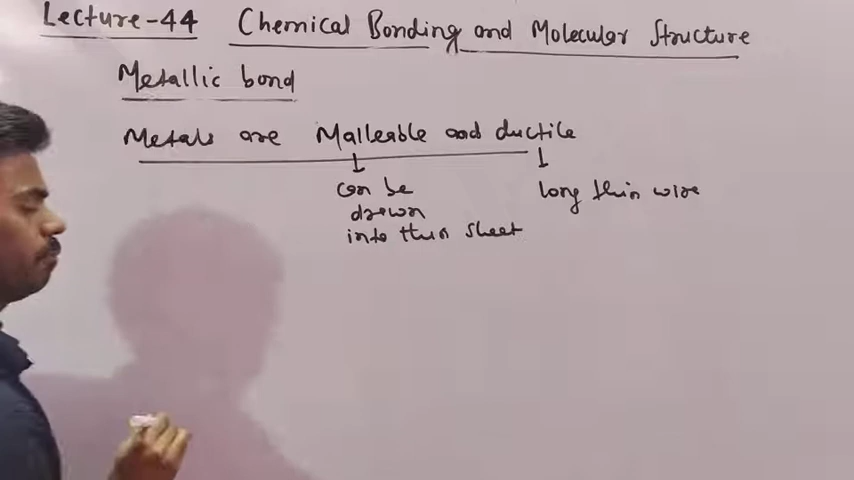 Lecture-44 Chemical Bonding and Molecular Structure
Metallic bond
Metals are Malleable and ductile
can be long thin wire
drawn
into thin sheet